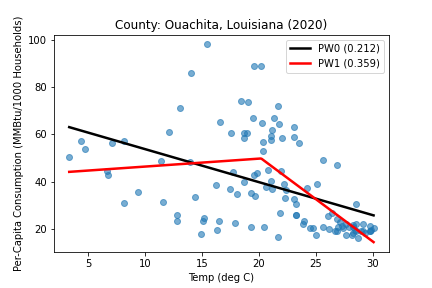 County: Ouachita, Louisiana (2020)
PW0 (0.212)
PW1 (0.359)
Per-Capita Consumption (MMBtu/1000 Households)
100
80
60
40
20
5
10
15
20
25
30
Temp (deg C)